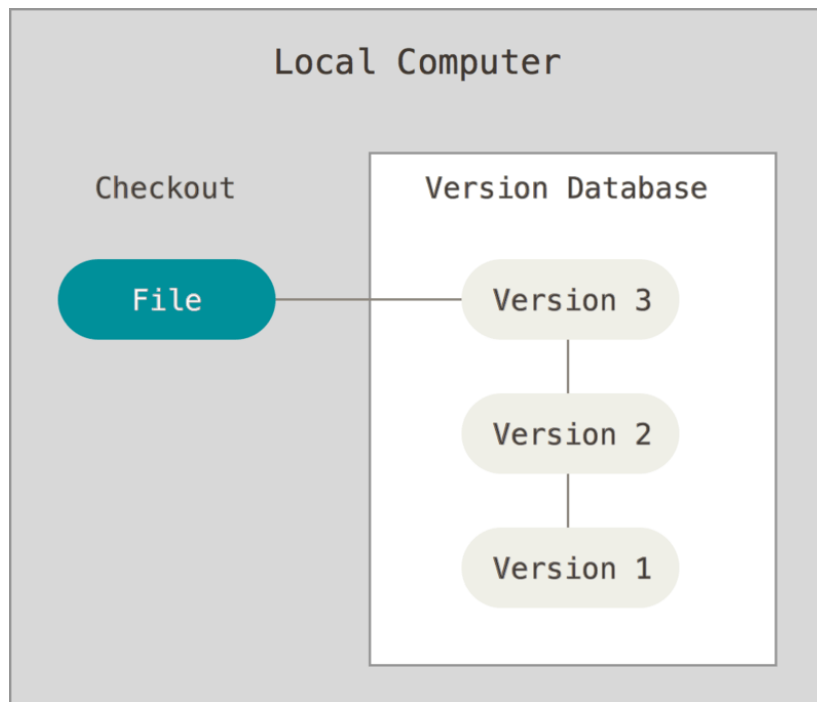 Local Computer
Checkout
Version Database
File
Version 3
Version 2
Version 1